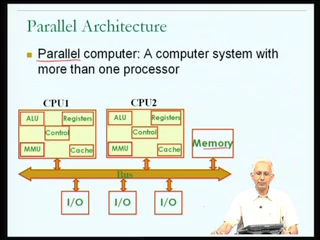 Parallel Architecture
Parallel computer: A computer system with
more than one processor
CPU1
CPU2
ALU
Registers
Control
MMU
Cache
ALU
Registers
Control
MMU
Cache
Memory
Bus
I/O
I/O
I/O